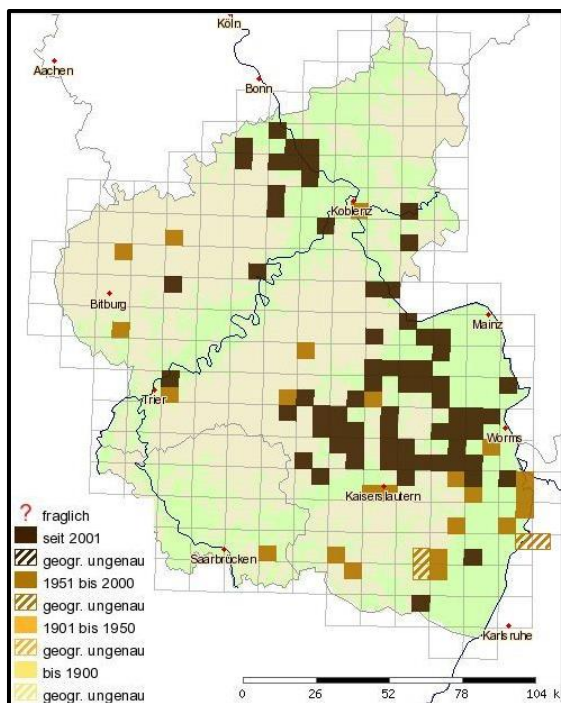 Köln
Aachen
Bonn
Koblenz
Bitburg
Mainz
Trier
Worms
Kaiserslautern
Saarbrücken
Karlsruhe
? fraglich
seit 2001
geogr. ungenau
1951 bis 2000
geogr. ungenau
1901 bis 1950
geogr. ungenau
bis 1900
geogr. ungenau
0 26 52 78 104 k